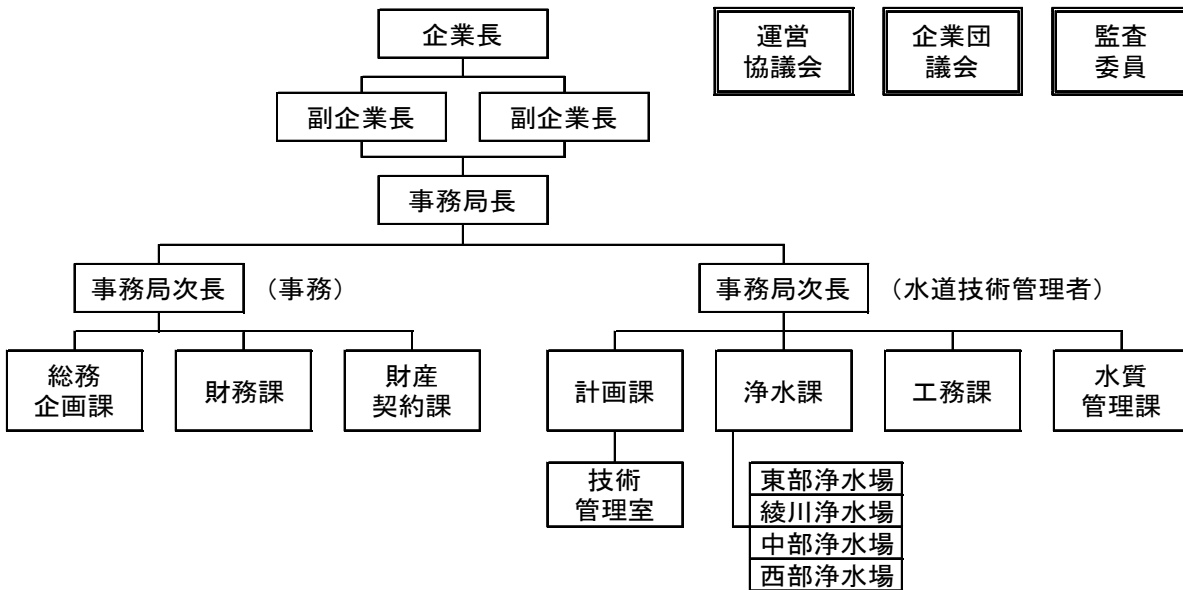 企業長
運営
協議会
企業団
議会
監査
委員
副企業長
副企業長
事務局長
事務局次長
（事務）
事務局次長
（水道技術管理者）
総務
企画課
財務課
財産
契約課
計画課
浄水課
工務課
水質
管理課
技術
管理室
東部浄水場
綾川浄水場
中部浄水場
西部浄水場